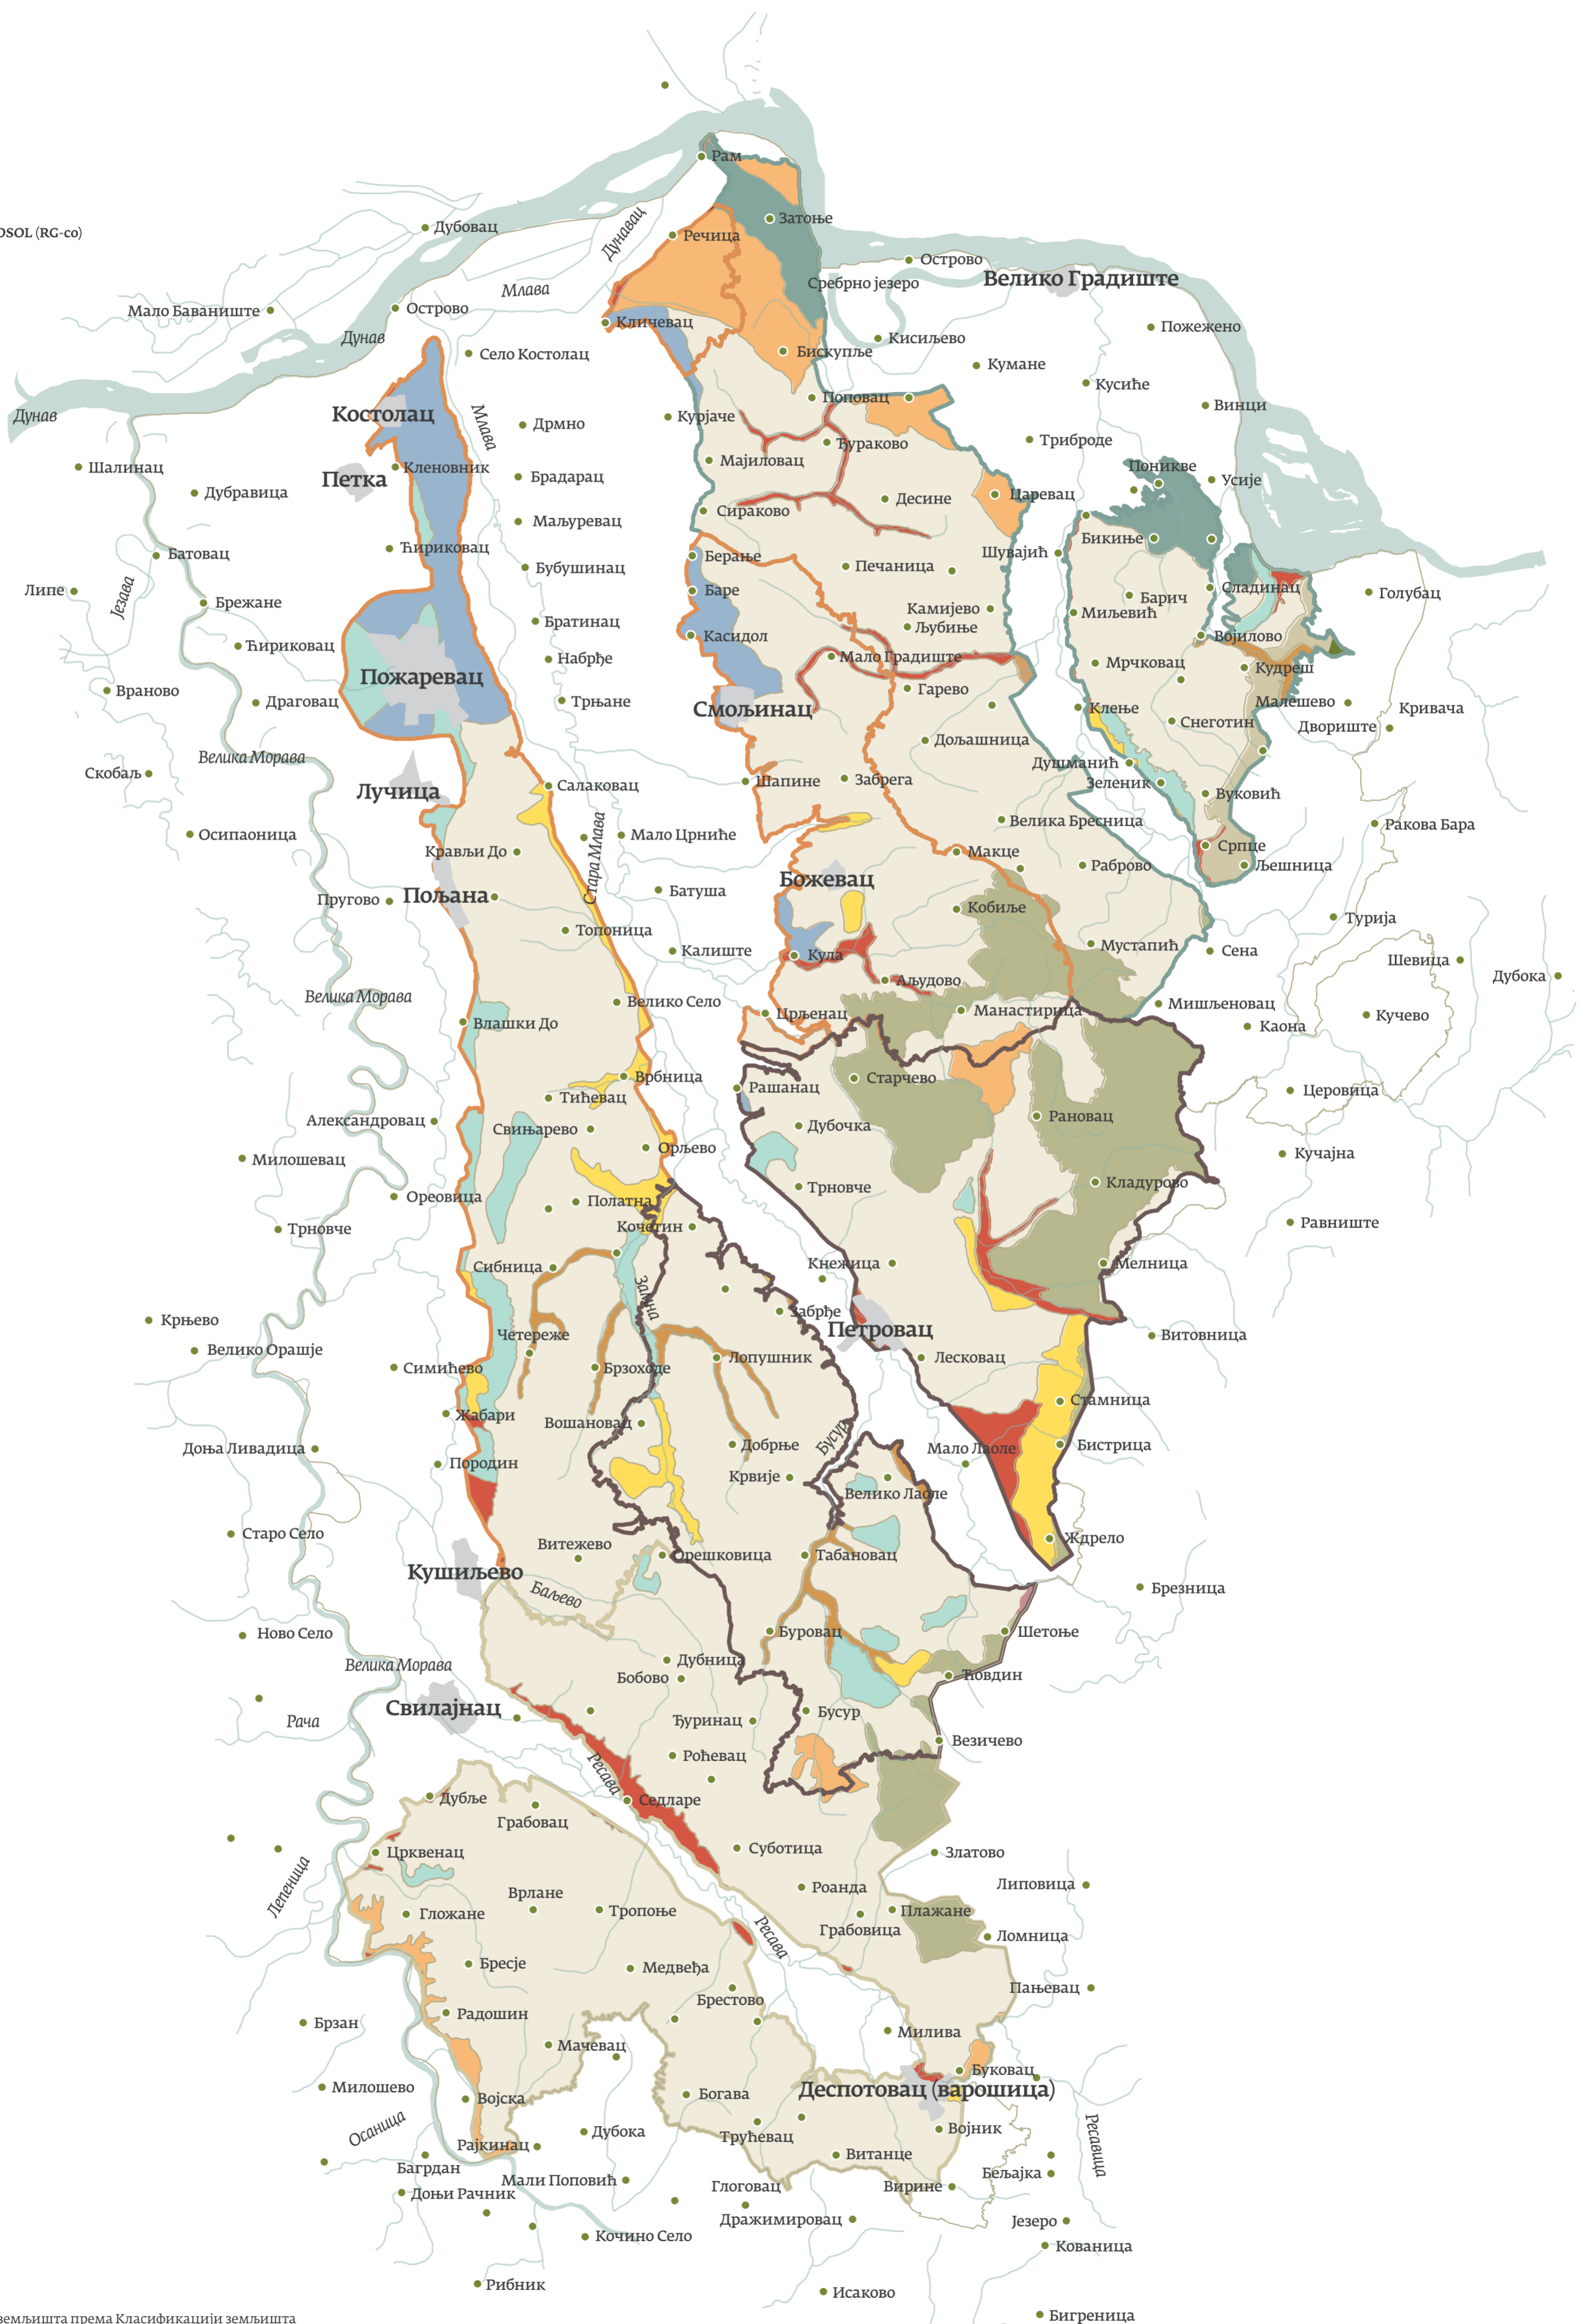 Рам
OSOL (RG-co)
Дубовац
Дунавац
Речица
Затоње
Острово
Сребрно језеро
Велико Градиште
Млава
Мало Баваниште
Острово
Кличевац
Пожежено
Дунав
Село Костолац
Кисиљево
Бискупље
Кумане
Кусиће
Дунав
Костолац
Млава
Дрмно
Курјаче
Поповац
Винци
Ђураково
Триброде
Шалинац
Петка
Кленовник
Брадарац
Мајиловац
Поникве
Усије
Дубравица
Десине
Царевац
Маљуревац
Сираково
Батовац
Ћириковац
Бубушинац
Берање
Печаница
Шувајић
Бикиње
Липе
Језава
Брежане
Баре
Сладинац
Голубац
Братинац
Камијево
Барич
Миљевић
Љубиње
Ћириковац
Касидол
Војилово
Набрђе
Мало Градиште
Мрчковац
Кудреш
Пожаревац
Враново
Драговац
Трњане
Смољинац
Гарево
Клење
Малешево
Кривача
Снеготин
Двориште
Велика Морава
Дољашница
Скобаљ
Душманић
Лучица
Салаковац
Шапине
Забрега
Зеленик
Вуковић
Осипаоница
Стара Млава
Мало Црниће
Велика Бресница
Ракова Бара
Крављи До
Макце
Српце
Раброво
Љешница
Божевац
Пругово
Пољана
Батуша
Кобиље
Турија
Топоница
Калиште
Кула
Мустапић
Сена
Шевица
Аљудово
Дубока
Велика Морава
Велико Село
Влашки До
Црљенац
Манастирица
Мишљеновац
Каона
Кучево
Врбница
Рашанац
Старчево
Тићевац
Церовица
Александровац
Свињарево
Дубочка
Рановац
Милошевац
Орљево
Кучајна
Ореовица
Полатна
Трновче
Кладурово
Трновче
Кочетин
Равниште
Сибница
Замна
Кнежица
Мелница
Крњево
Забрђе
Петровац
Велико Орашје
Четереже
Витовница
Симићево
Брзоходе
Лопушник
Лесковац
Стамница
Жабари
Вошановац
Бусур
Доња Ливадица
Добрње
Мало Лаоле
Бистрица
Породин
Крвије
Велико Лаоле
Старо Село
Витежево
Ждрело
Орешковица
Табановац
Кушиљево
Баљево
Брезница
Ново Село
Буровац
Шетоње
Велика Морава
Дубница
Бобово
Ћовдин
Свилајнац
Рача
Ђуринац
Бусур
Везичево
Ресава
Роћевац
Дубље
Седларе
Грабовац
Црквенац
Суботица
Златово
Лепеница
Роанда
Липовица
Врлане
Гложане
Тропоње
Плажане
Ресава
Грабовица
Ломница
Бресје
Медвеђа
Пањевац
Брестово
Радошин
Брзан
Милива
Мачевац
Буковац
Милошево
Деспотовац (варошица)
Војска
Богава
Осаница
Дубока
Трућевац
Војник
Ресавица
Рајкинац
Витанце
Багрдан
Мали Поповић
Бељајка
Доњи Рачник
Глоговац
Вирине
Дражимировац
Језеро
Кочино Село
Кованица
Рибник
Исаково
Бигреница
земљишта према Класификацији земљишта